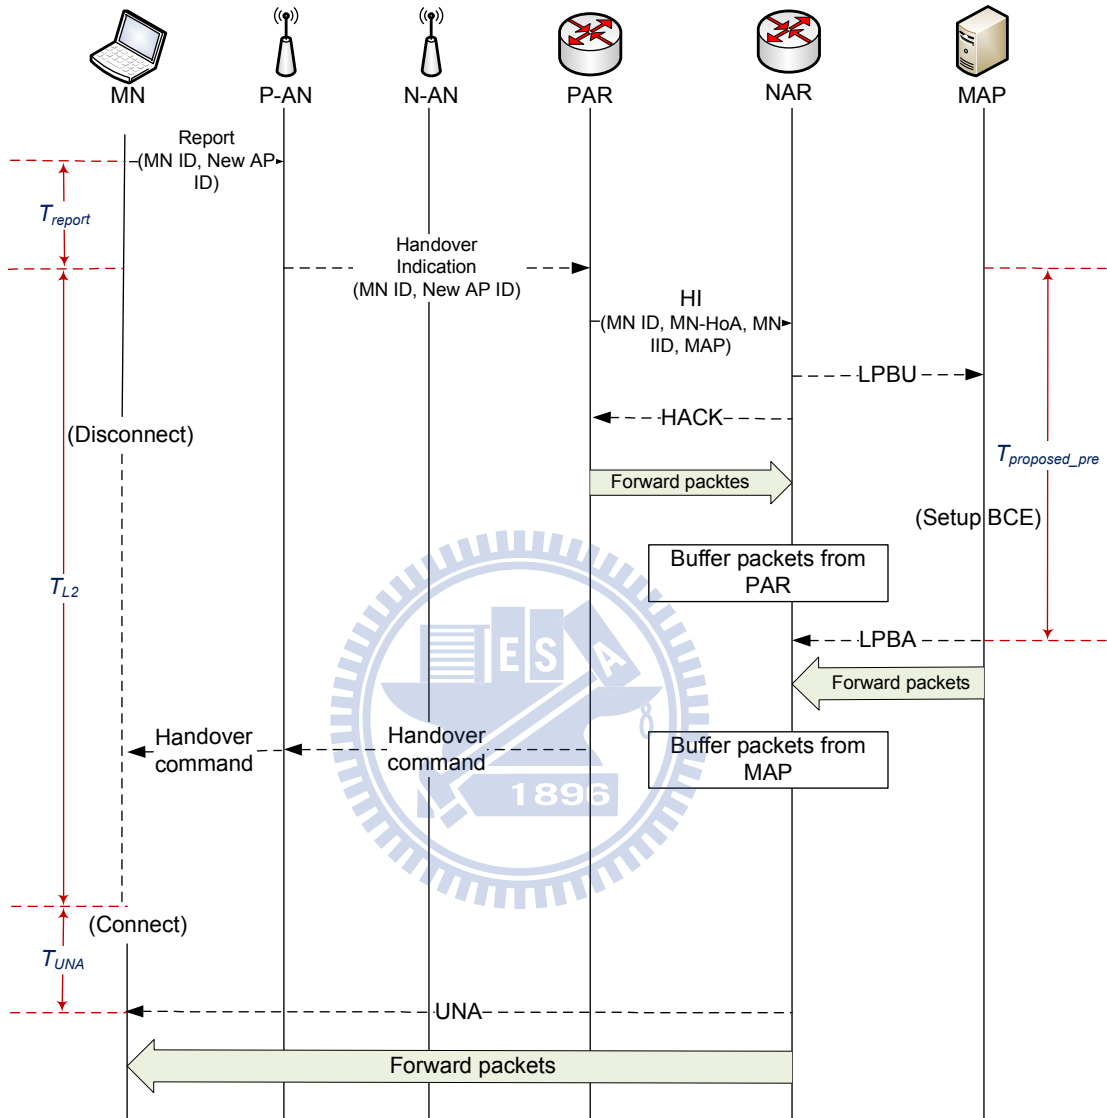 MN
P-AN
N-AN
PAR
NAR
MAP
Report
(MN ID, New AP
ID)
T_report
Handover
Indication
(MN ID, New AP ID)
HI
(MN ID, MN-HoA, MN
IID, MAP)
LPBU
HACK
(Disconnect)
T_proposed_pre
Forward packtes
(Setup BCE)
Buffer packets from
PAR
T_L2
LPBA
E S A
Forward packets
Handover
command
Handover
command
Buffer packets from
MAP
1896
(Connect)
T_UNA
UNA
Forward packets